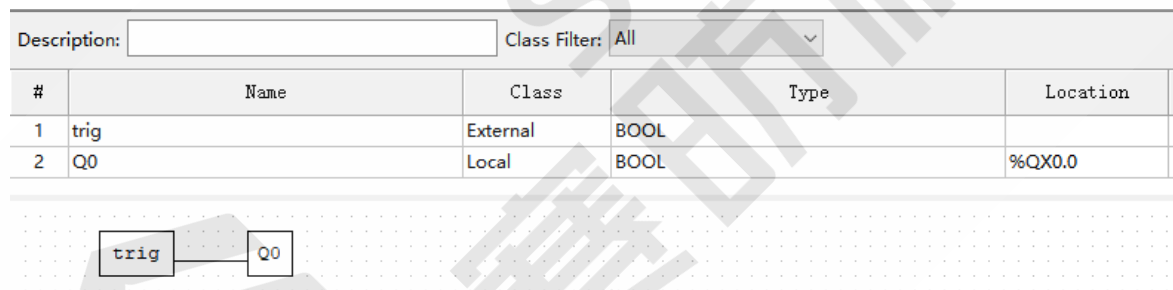 Description: Class Filter: All
# Name Class Type Location
1 trig External BOOL
2 Q0 Local BOOL %QX0.0
trig Q0